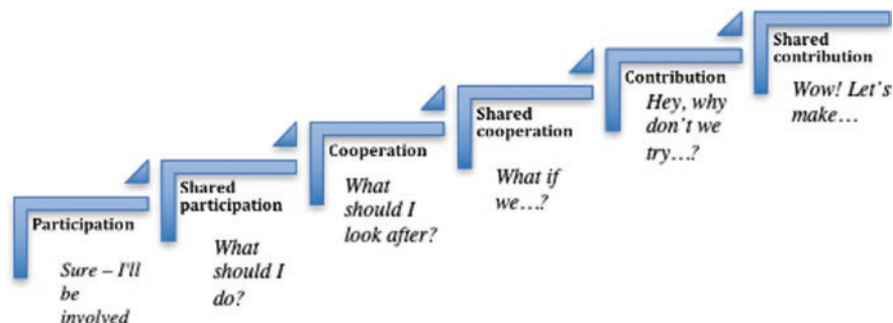 Participation
Sure – I'll
be
involved
Shared
participation
What
should I
do?
Cooperation
What
should I
look after?
Shared
cooperation
What if
we…?
Contribution
Hey, why
don't we
try…?
Shared
contribution
Wow! Let's
make…